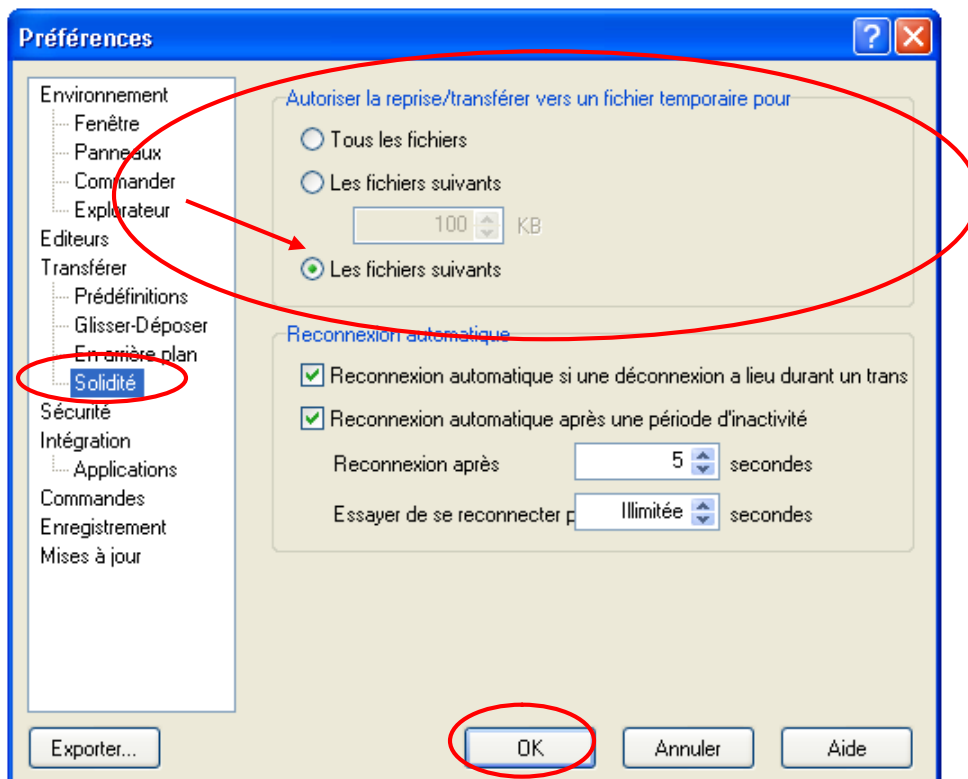 Préférences
Environnement
Fenêtre
Panneaux
Commander
Explorateur
Editeurs
Transférer
Prédéfinitions
Glisser-Déposer
En arrière plan
Solidité
Sécurité
Intégration
Applications
Commandes
Enregistrement
Mises à jour
Autoriser la reprise/transférer vers un fichier temporaire pour
Tous les fichiers
Les fichiers suivants
100 KB
Les fichiers suivants
Reconnexion automatique
Reconnexion automatique si une déconnexion a lieu durant un trans
Reconnexion automatique après une période d'inactivité
Reconnexion après 5 secondes
Essayer de se reconnecter p Illimitée secondes
Exporter... OK Annuler Aide